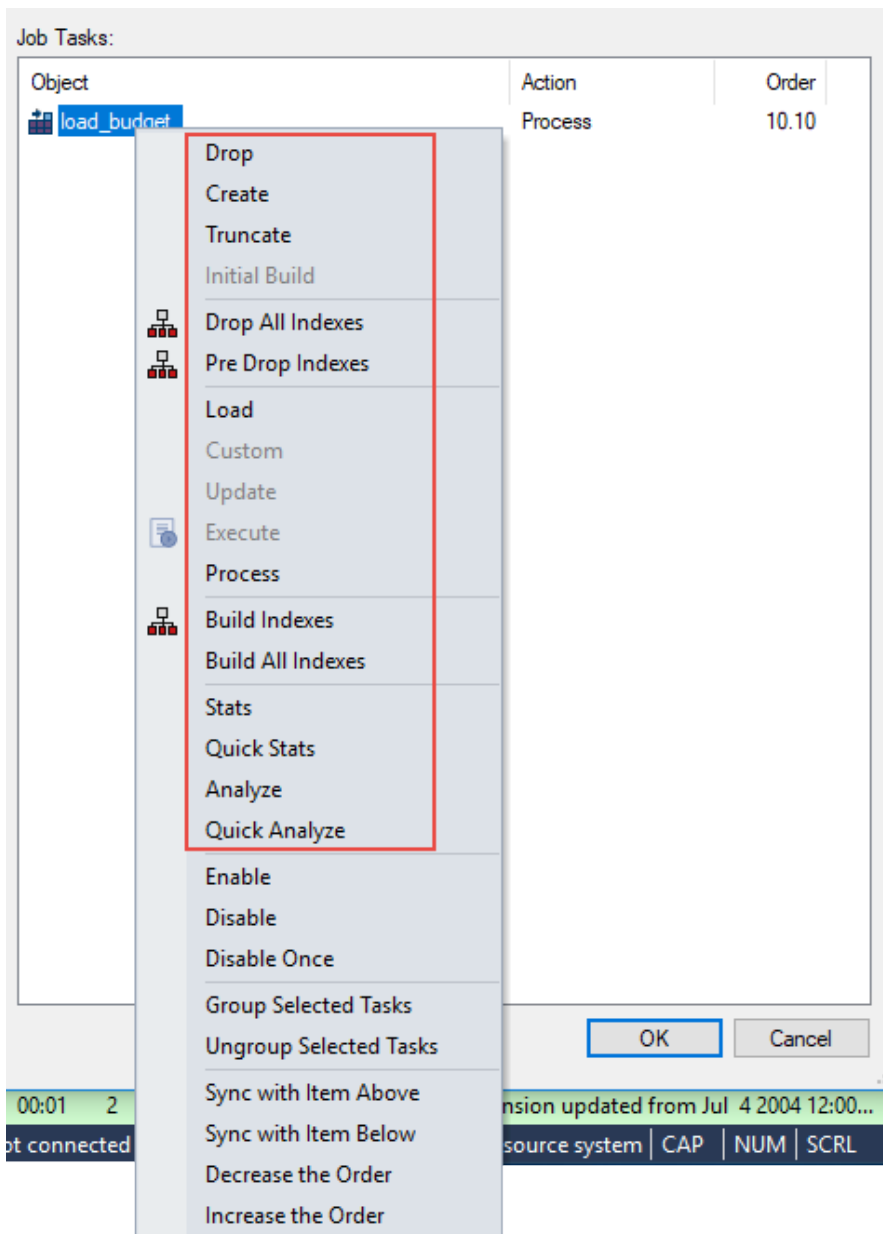 Job Tasks:
Object Action Order
load_budget Process 10.10
Drop
Create
Truncate
Initial Build
Drop All Indexes
Pre Drop Indexes
Load
Custom
Update
Execute
Process
Build Indexes
Build All Indexes
Stats
Quick Stats
Analyze
Quick Analyze
Enable
Disable
Disable Once
Group Selected Tasks
Ungroup Selected Tasks
OK Cancel
Sync with Item Above
00:01 2 nsion updated from Jul 4 2004 12:00...
Sync with Item Below
ot connected source system CAP NUM SCRL
Decrease the Order
Increase the Order